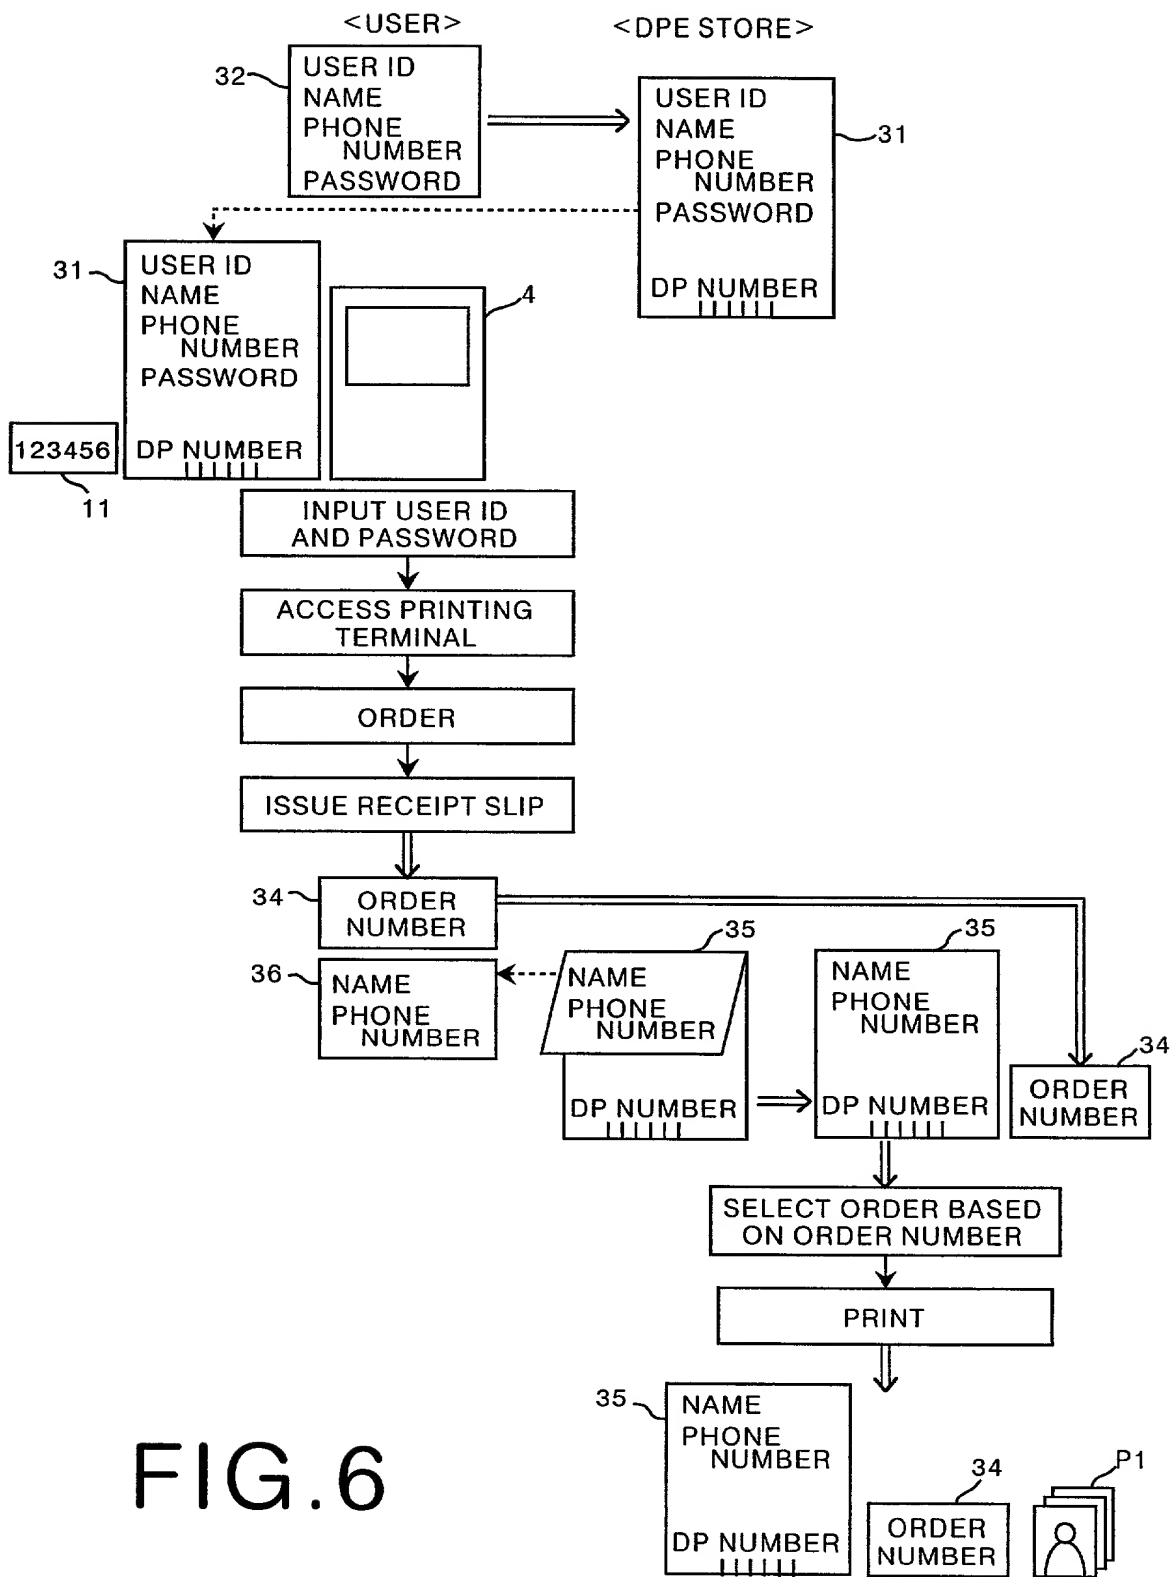 <USER>
<DPE STORE>
32
USER ID
NAME
PHONE
NUMBER
PASSWORD
USER ID
NAME
PHONE
NUMBER
PASSWORD
DP NUMBER
31
31
USER ID
NAME
PHONE
NUMBER
PASSWORD
DP NUMBER
4
123456
11
INPUT USER ID
AND PASSWORD
ACCESS PRINTING
TERMINAL
ORDER
ISSUE RECEIPT SLIP
34
ORDER
NUMBER
36
NAME
PHONE
NUMBER
35
NAME
PHONE
NUMBER
DP NUMBER
35
NAME
PHONE
NUMBER
DP NUMBER
34
ORDER
NUMBER
SELECT ORDER BASED
ON ORDER NUMBER
PRINT
35
NAME
PHONE
NUMBER
DP NUMBER
34
ORDER
NUMBER
P1
FIG.6